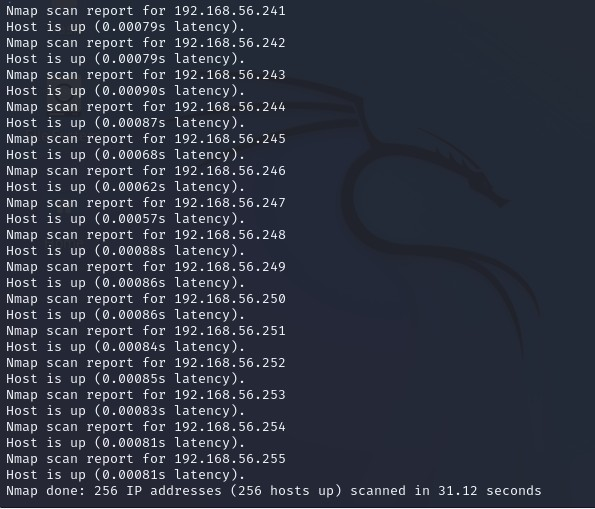 Nmap scan report for 192.168.56.241
Host is up (0.00079s latency).
Nmap scan report for 192.168.56.242
Host is up (0.00079s latency).
Nmap scan report for 192.168.56.243
Host is up (0.00090s latency).
Nmap scan report for 192.168.56.244
Host is up (0.00087s latency).
Nmap scan report for 192.168.56.245
Host is up (0.00068s latency).
Nmap scan report for 192.168.56.246
Host is up (0.00062s latency).
Nmap scan report for 192.168.56.247
Host is up (0.00057s latency).
Nmap scan report for 192.168.56.248
Host is up (0.00088s latency).
Nmap scan report for 192.168.56.249
Host is up (0.00086s latency).
Nmap scan report for 192.168.56.250
Host is up (0.00086s latency).
Nmap scan report for 192.168.56.251
Host is up (0.00084s latency).
Nmap scan report for 192.168.56.252
Host is up (0.00085s latency).
Nmap scan report for 192.168.56.253
Host is up (0.00083s latency).
Nmap scan report for 192.168.56.254
Host is up (0.00081s latency).
Nmap scan report for 192.168.56.255
Host is up (0.00081s latency).
Nmap done: 256 IP addresses (256 hosts up) scanned in 31.12 seconds